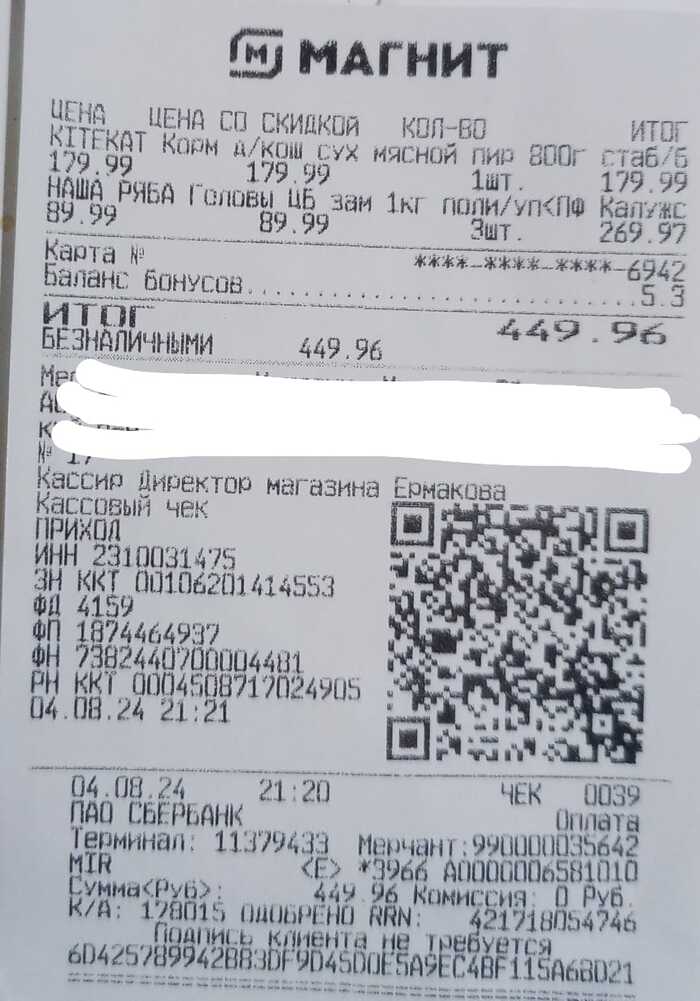 МАГНИТ
ЦЕНА ЦЕНА СО СКИДКОЙ КОЛ-ВО ИТОГ
KITEKAT Корм д/кош сух мясной пир 800г стаб/б
179.99 179.99 1шт. 179.99
НАША РЯБА Головы ЦБ зам 1кг поли/уп<ПФ Калужс
89.99 89.99 3шт. 269.97
Карта № ****-****-****-6942
Баланс бонусов 5.3
ИТОГ 449.96
БЕЗНАЛИЧНЫМИ 449.96
№ 17
Кассир Директор магазина Ермакова
Кассовый чек
ПРИХОД
ИНН 2310031475
ЗН ККТ 00106201414553
ФД 4159
ФП 1874464937
ФН 7382440700004481
РН ККТ 0004508717024905
04.08.24 21:21
04.08.24 21:20 ЧЕК 0039
ПАО СБЕРБАНК Оплата
Терминал: 11379433 Мерчант:990000035642
MIR <E> *3966 A0000006581010
Сумма<Руб>: 449.96 Комиссия: 0 Руб.
К/А: 178015 ОДОБРЕНО RRN: 421718054746
Подпись клиента не требуется
6D425789942B83DF9D45D0E5A9EC4BF115A6BD21